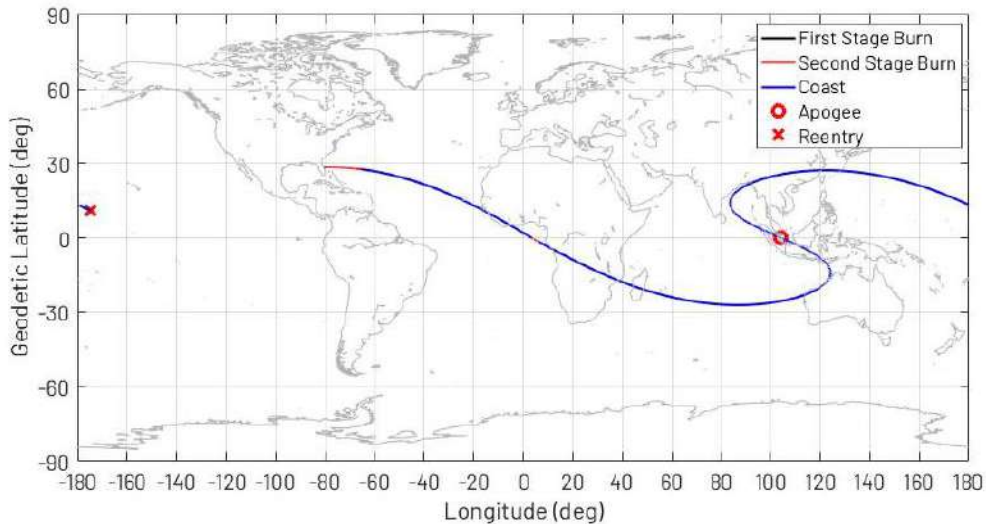 90
60
30
0
-30
-60
-90
Geodetic Latitude (deg)
First Stage Burn
Second Stage Burn
Coast
Apogee
Reentry
-180 -160 -140 -120 -100 -80 -60 -40 -20 0 20 40 60 80 100 120 140 160 180
Longitude (deg)